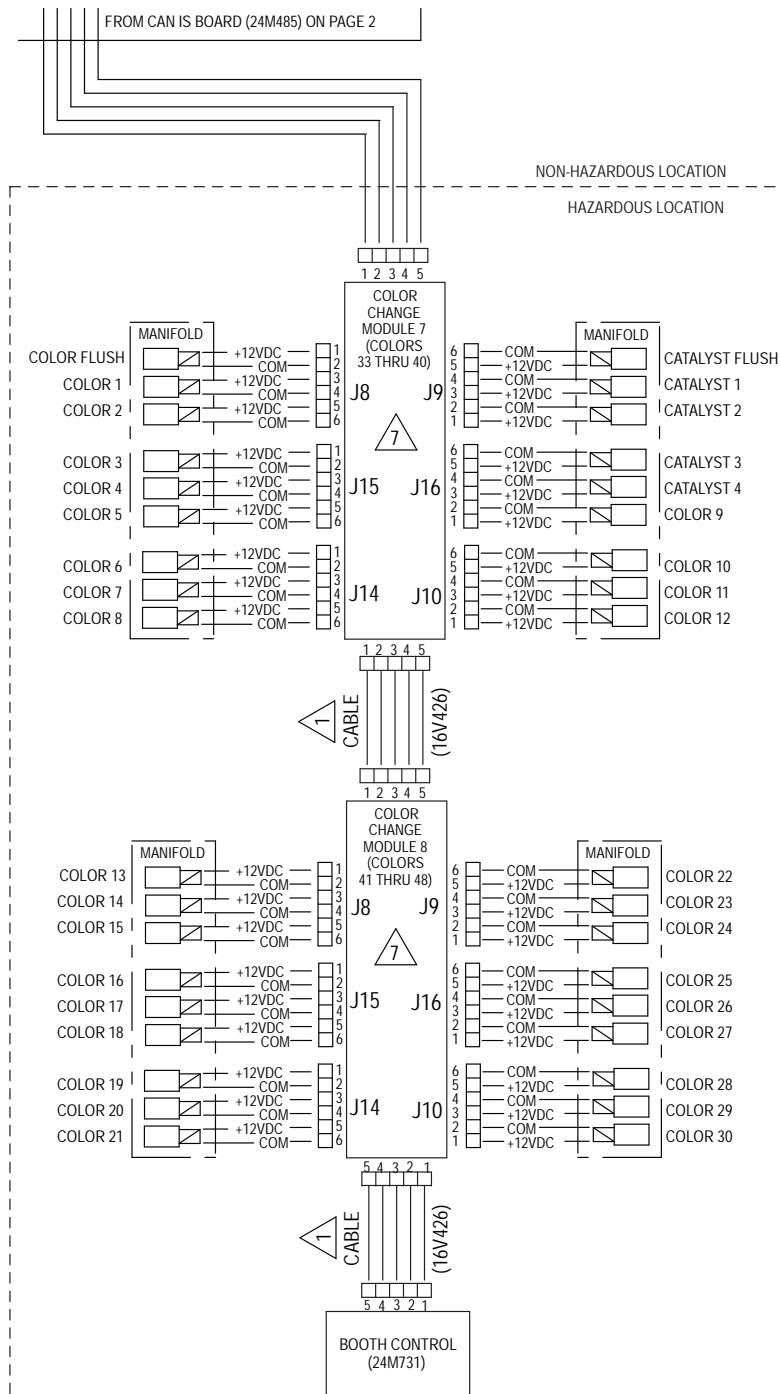 FROM CAN IS BOARD (24M485) ON PAGE 2
NON-HAZARDOUS LOCATION
HAZARDOUS LOCATION
1 2 3 4 5
COLOR
CHANGE
MODULE 7
(COLORS
33 THRU 40)
MANIFOLD
MANIFOLD
COLOR FLUSH +12VDC 1
COM 2
COLOR 1 +12VDC 3
COM 4
COLOR 2 +12VDC 5
COM 6
J8
6 COM CATALYST FLUSH
5 +12VDC
4 COM CATALYST 1
3 +12VDC
2 COM CATALYST 2
1 +12VDC
J9
7
COLOR 3 +12VDC 1
COM 2
COLOR 4 +12VDC 3
COM 4
COLOR 5 +12VDC 5
COM 6
J15
6 COM CATALYST 3
5 +12VDC
4 COM CATALYST 4
3 +12VDC
2 COM COLOR 9
1 +12VDC
J16
COLOR 6 +12VDC 1
COM 2
COLOR 7 +12VDC 3
COM 4
COLOR 8 +12VDC 5
COM 6
J14
6 COM COLOR 10
5 +12VDC
4 COM COLOR 11
3 +12VDC
2 COM COLOR 12
1 +12VDC
J10
1 2 3 4 5
1
CABLE
(16V426)
1 2 3 4 5
COLOR
CHANGE
MODULE 8
(COLORS
41 THRU 48)
MANIFOLD
MANIFOLD
COLOR 13 +12VDC 1
COM 2
COLOR 14 +12VDC 3
COM 4
COLOR 15 +12VDC 5
COM 6
J8
6 COM COLOR 22
5 +12VDC
4 COM COLOR 23
3 +12VDC
2 COM COLOR 24
1 +12VDC
J9
7
COLOR 16 +12VDC 1
COM 2
COLOR 17 +12VDC 3
COM 4
COLOR 18 +12VDC 5
COM 6
J15
6 COM COLOR 25
5 +12VDC
4 COM COLOR 26
3 +12VDC
2 COM COLOR 27
1 +12VDC
J16
COLOR 19 +12VDC 1
COM 2
COLOR 20 +12VDC 3
COM 4
COLOR 21 +12VDC 5
COM 6
J14
6 COM COLOR 28
5 +12VDC
4 COM COLOR 29
3 +12VDC
2 COM COLOR 30
1 +12VDC
J10
5 4 3 2 1
1
CABLE
(16V426)
5 4 3 2 1
BOOTH CONTROL
(24M731)